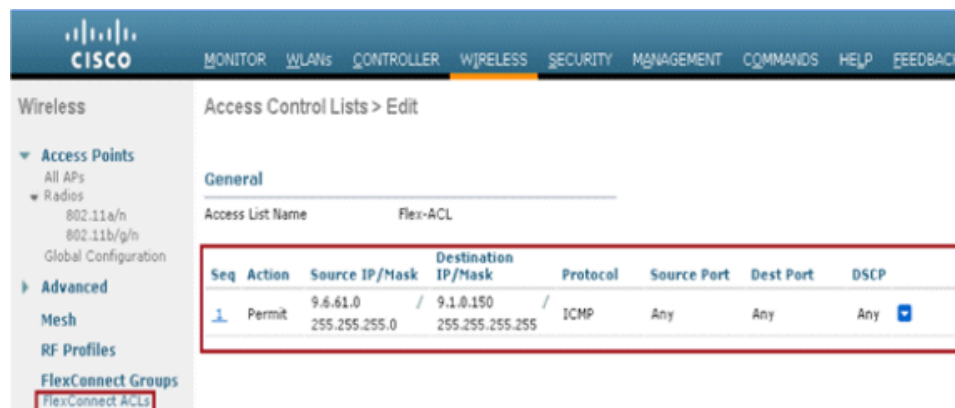 CISCO
MONITOR WLANs CONTROLLER WIRELESS SECURITY MANAGEMENT COMMANDS HELP FEEDBACK
Wireless
Access Points
All APs
Radios
802.11a/n
802.11b/g/n
Global Configuration
Advanced
Mesh
RF Profiles
FlexConnect Groups
FlexConnect ACLs
Access Control Lists > Edit
General
Access List Name Flex-ACL
Seq Action Source IP/Mask Destination IP/Mask Protocol Source Port Dest Port DSCP
1 Permit 9.6.61.0 / 9.1.0.150 / ICMP Any Any Any
255.255.255.0 255.255.255.255